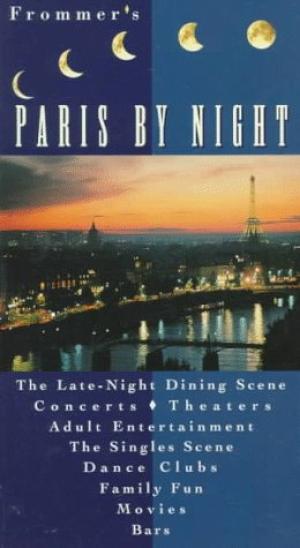 Frommer's
PARIS BY NIGHT
The Late-Night Dining Scene
Concerts ♦ Theaters
Adult Entertainment
The Singles Scene
Dance Clubs
Family Fun
Movies
Bars